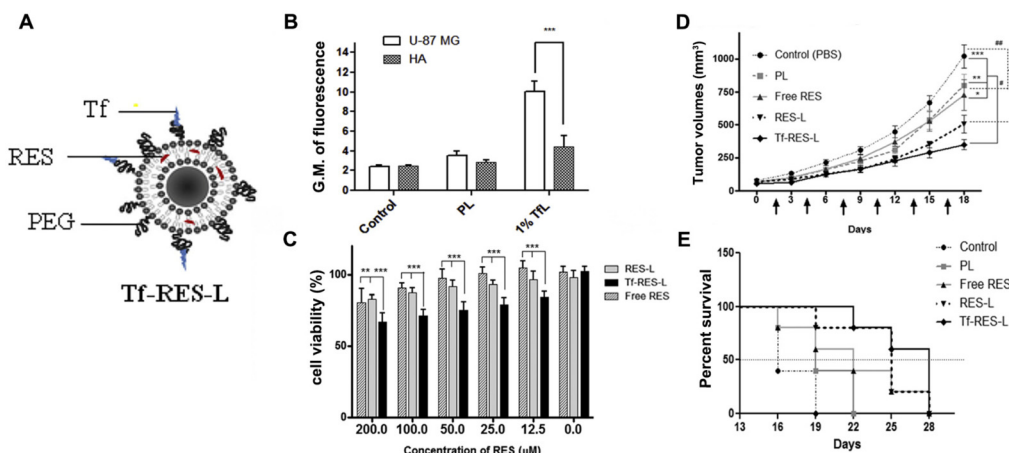 A
Tf
RES
PEG
Tf-RES-L
B
U-87 MG
HA
***
G.M. of fluorescence
14
12
10
8
6
4
2
0
Control
PL
1% TfL
C
cell viability (%)
100
50
0
** *** *** *** *** ***
RES-L
Tf-RES-L
Free RES
200.0 100.0 50.0 25.0 12.5 0.0
Concentration of RES (μM)
D
Tumor volumes (mm³)
1000
750
500
250
0
Control (PBS)
PL
Free RES
RES-L
Tf-RES-L
##
***
**
*
#
0 3 6 9 12 15 18
Days
E
Percent survival
150
100
50
0
Control
PL
Free RES
RES-L
Tf-RES-L
13 16 19 22 25 28
Days